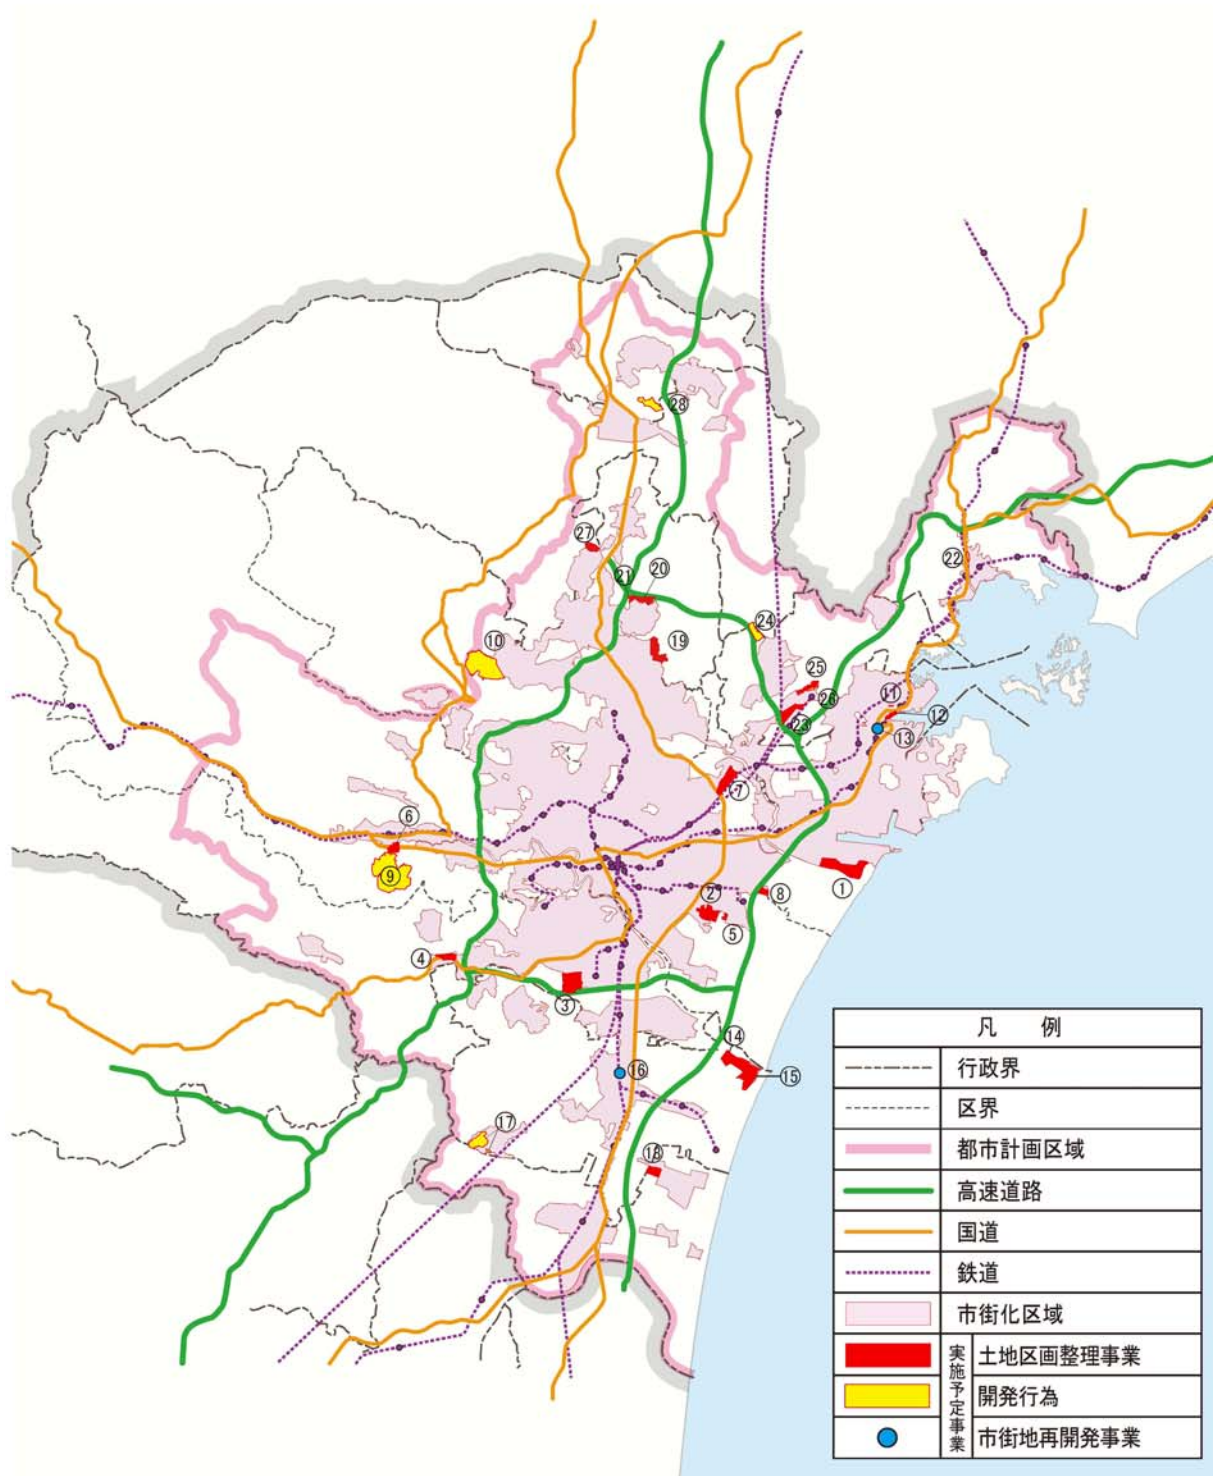 ㉘
㉗
㉑
⑳
㉒
㉔
⑲
⑩
㉕
㉖
⑪
⑫
㉓
⑬
⑦
⑥
⑨
①
②
⑧
⑤
④
③
⑭
⑯
⑮
⑰
⑱
凡 例
行政界
区界
都市計画区域
高速道路
国道
鉄道
市街化区域
実施予定事業
土地区画整理事業
開発行為
市街地再開発事業